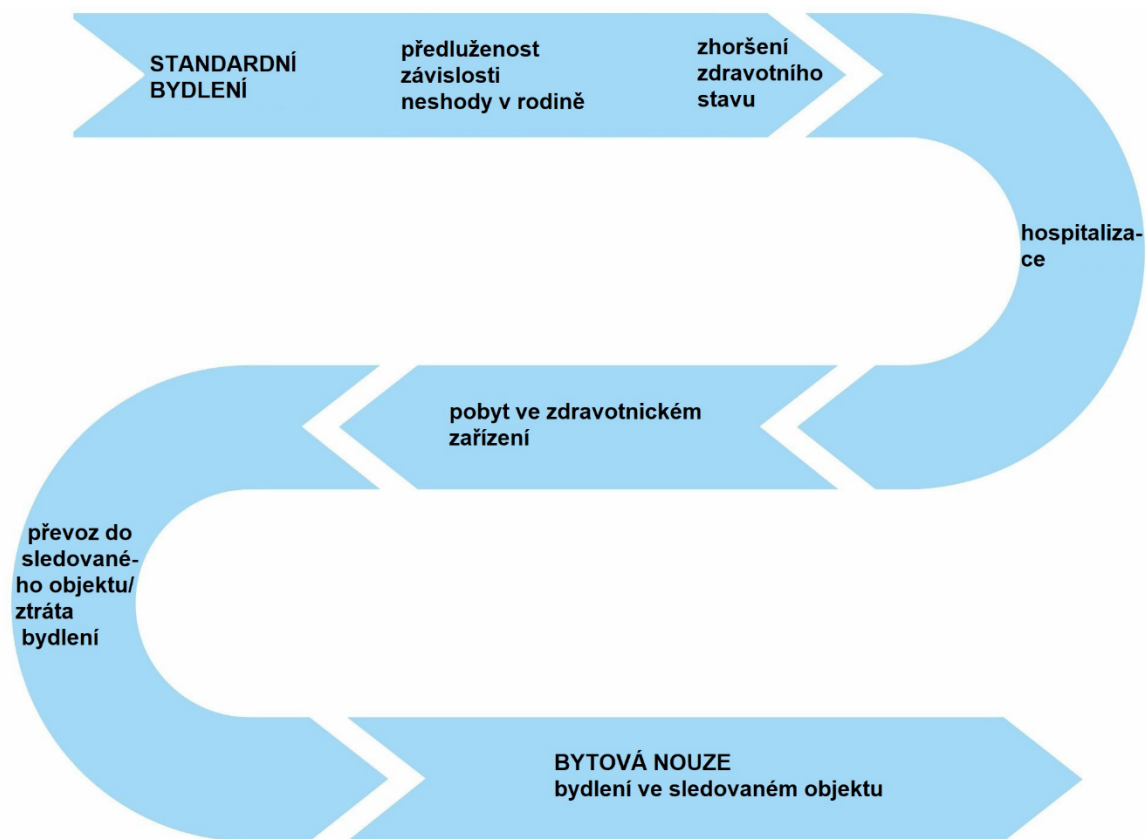 STANDARDNÍ
BYDLENÍ
předluženost
závislosti
neshody v rodině
zhoršení
zdravotního
stavu
hospitaliza-
ce
pobyt ve zdravotnickém
zařízení
převoz do
sledované-
ho objektu/
ztráta
bydlení
BYTOVÁ NOUZE
bydlení ve sledovaném objektu